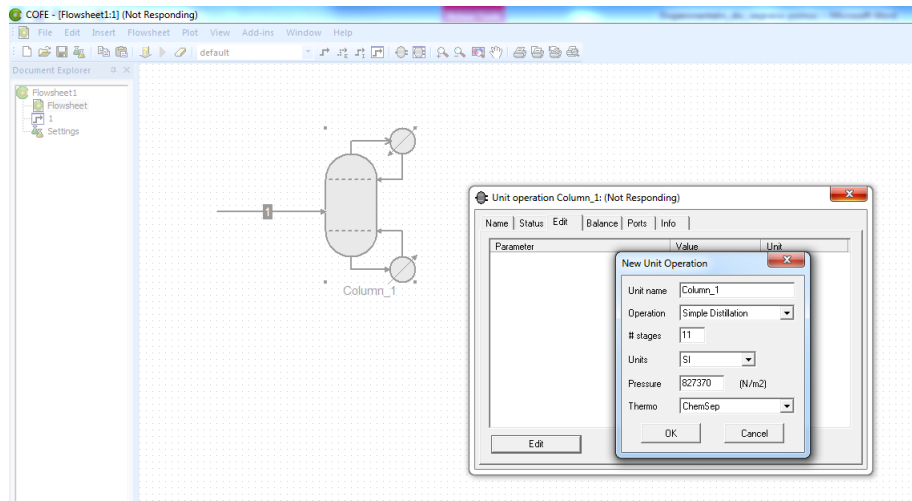 COFE - [Flowsheet1:1] (Not Responding)
File Edit Insert Flowsheet Plot View Add-ins Window Help
default
Document Explorer
Flowsheet1
Flowsheet
1
Settings
1
Column_1
Unit operation Column_1: (Not Responding)
Name Status Edit Balance Ports Info
Parameter Value Unit
Edit
New Unit Operation
Unit name Column_1
Operation Simple Distillation
# stages 11
Units SI
Pressure 827370 (N/m2)
Thermo ChemSep
OK Cancel